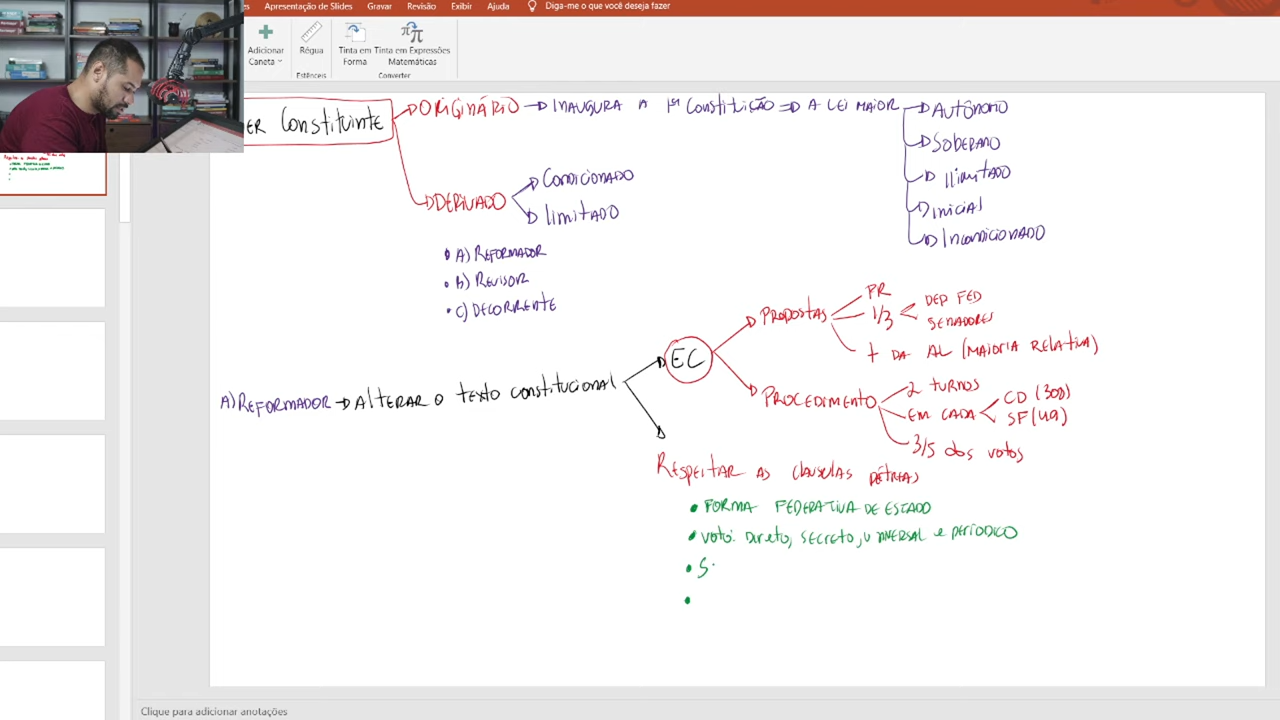 Apresentação de Slides Gravar Revisão Exibir Ajuda Diga-me o que você deseja fazer
Adicionar Caneta Régua Tinta em Forma Tinta em Expressões Matemáticas
Estênceis Converter
ER CONSTITUINTE
ORIGINÁRIO → INAUGURA A 1ª CONSTITUIÇÃO ⇒ A LEI MAIOR
AUTÔNOMO
SOBERANO
ILIMITADO
INICIAL
INCONDICIONADO
DERIVADO
CONDICIONADO
LIMITADO
• A) REFORMADOR
• B) REVISOR
• C) DECORRENTE
A) REFORMADOR → ALTERAR O TEXTO CONSTITUCIONAL
EC
PROPOSTAS
PR
1/3
DEP FED
SENADORES
+ DA AL (MAIORIA RELATIVA)
PROCEDIMENTO
2 TURNOS
EM CADA
CD (308)
SF (49)
3/5 DOS VOTOS
RESPEITAR AS CLAUSULAS PÉTREAS
• FORMA FEDERATIVA DE ESTADO
• VOTO: DIRETO, SECRETO, UNIVERSAL E PERÍODICO
• S
•
Clique para adicionar anotações